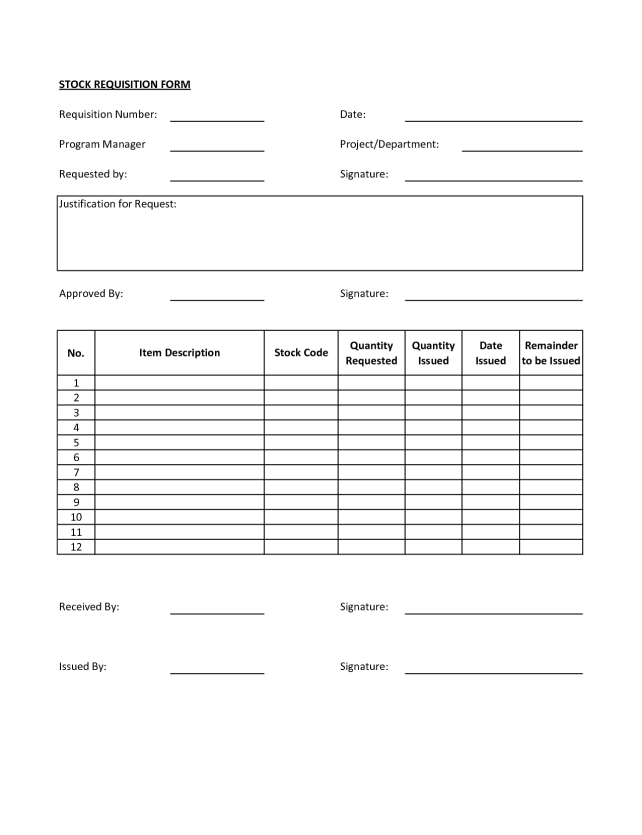 STOCK REQUISITION FORM
Requisition Number: Date:
Program Manager Project/Department:
Requested by: Signature:
Justification for Request:
Approved By: Signature:
No. Item Description Stock Code Quantity Requested Quantity Issued Date Issued Remainder to be Issued
1
2
3
4
5
6
7
8
9
10
11
12
Received By: Signature:
Issued By: Signature: